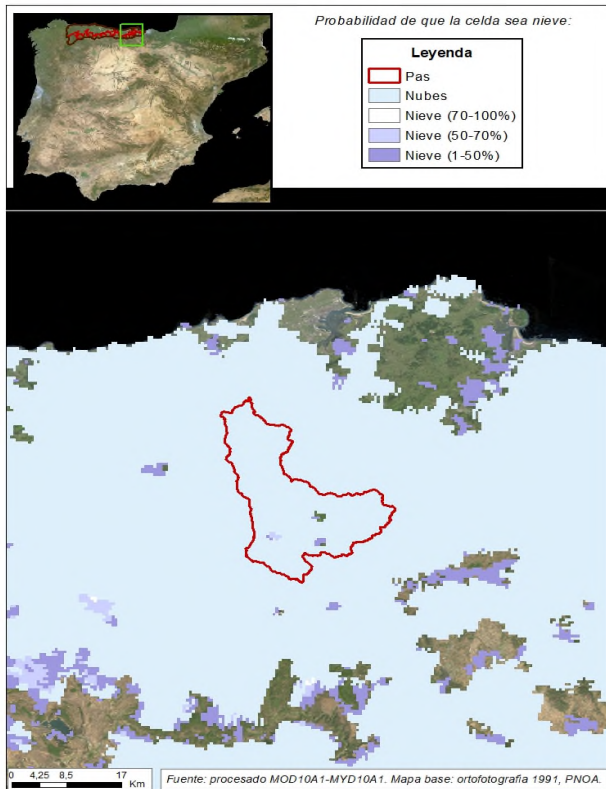 Probabilidad de que la celda sea nieve:
Leyenda
Pas
Nubes
Nieve (70-100%)
Nieve (50-70%)
Nieve (1-50%)
0 4,25 8,5 17
Km
Fuente: procesado MOD10A1-MYD10A1. Mapa base: ortofotografia 1991, PNOA.